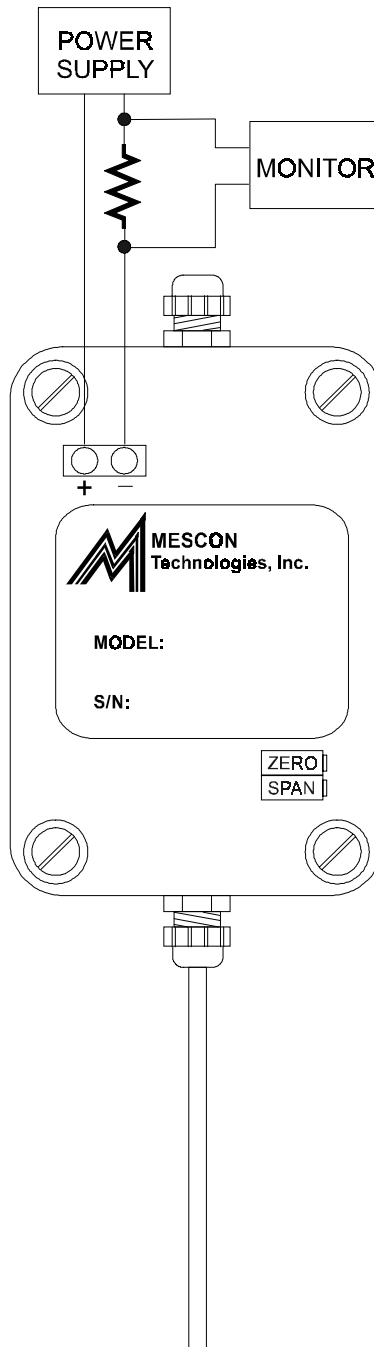 POWER
SUPPLY
MONITOR
+ –
MESCON
Technologies, Inc.
MODEL:
S/N:
ZERO
SPAN